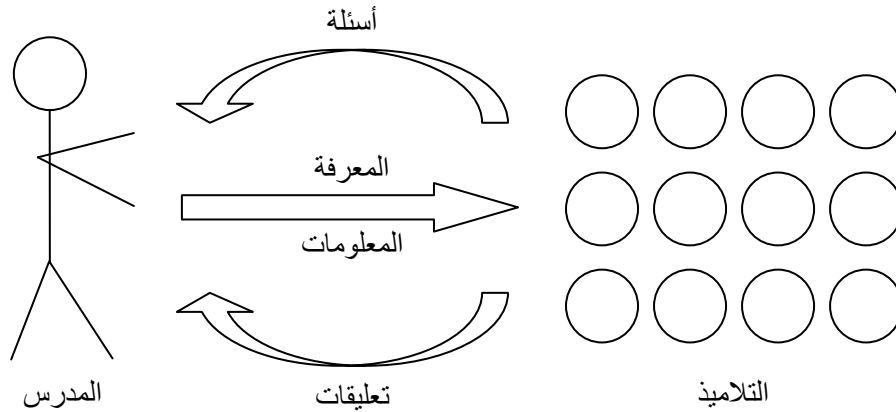 أسئلة
المعرفة
المعلومات
التلاميذ
تعليقات
المدرس